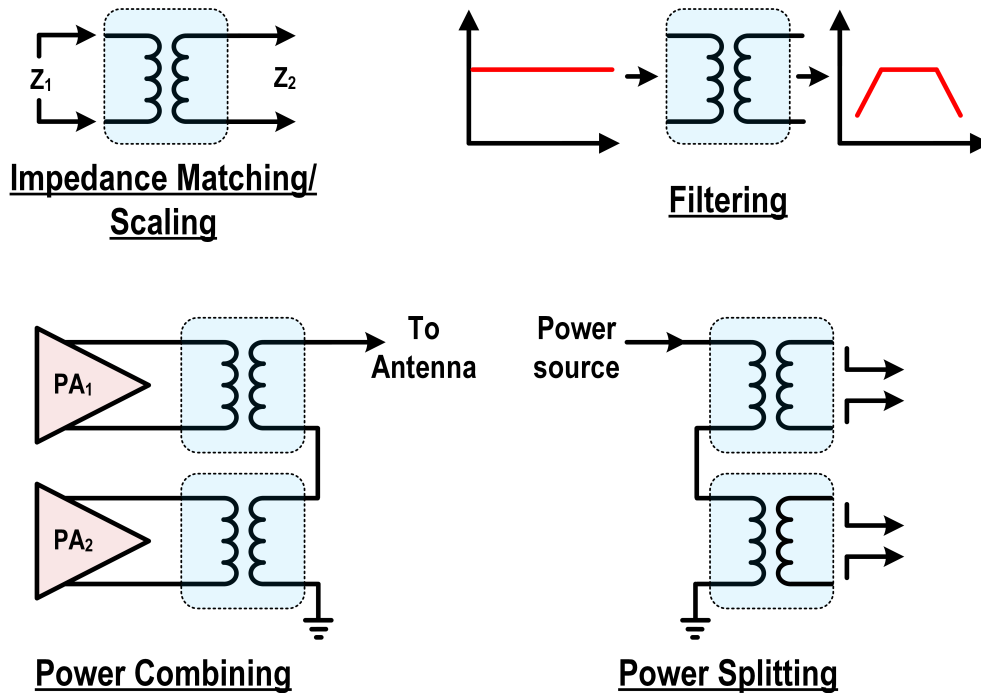 Z₁
Z₂
Impedance Matching/
Scaling
Filtering
PA₁
To
Antenna
PA₂
Power Combining
Power
source
Power Splitting